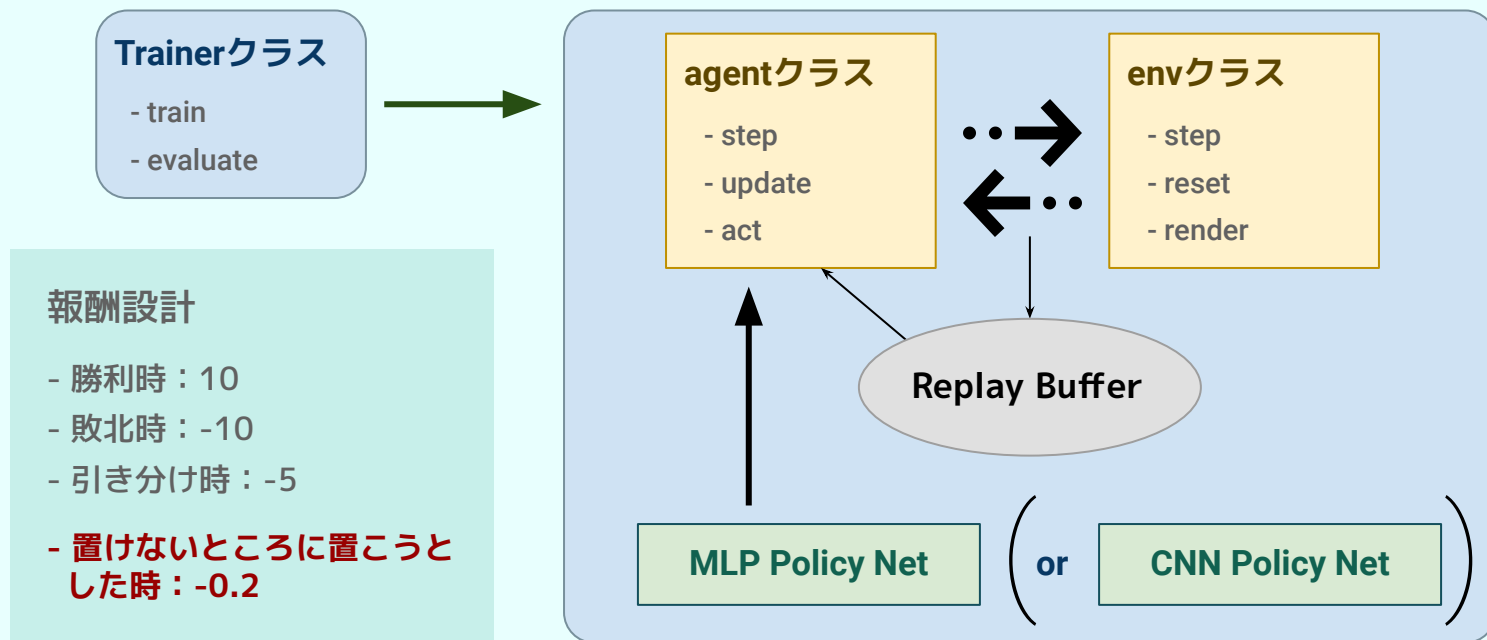 Trainerクラス
- train
- evaluate
agentクラス
- step
- update
- act
envクラス
- step
- reset
- render
Replay Buffer
MLP Policy Net
or
CNN Policy Net
報酬設計
- 勝利時：10
- 敗北時：-10
- 引き分け時：-5
- 置けないところに置こうと
した時：-0.2